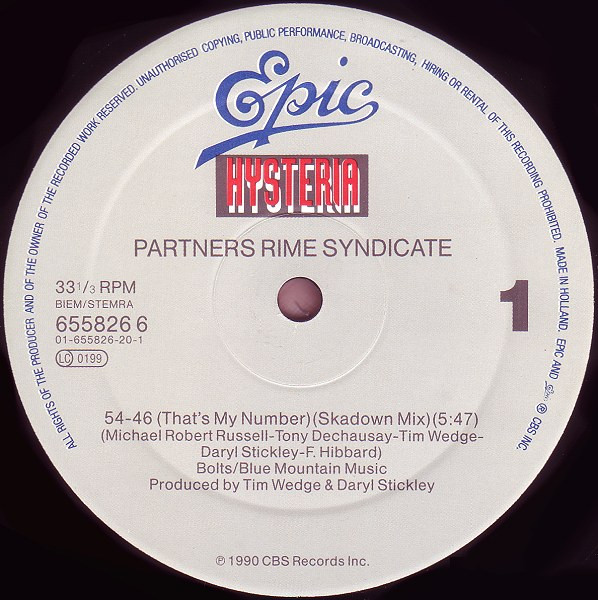 ALL RIGHTS OF THE PRODUCER AND OF THE OWNER OF THE RECORDED WORK RESERVED. UNAUTHORISED COPYING, PUBLIC PERFORMANCE, BROADCASTING, HIRING OR RENTAL OF THIS RECORDING PROHIBITED. MADE IN HOLLAND. EPIC AND Epic ® CBS INC.
Epic
HYSTERIA
PARTNERS RIME SYNDICATE
33 1/3 RPM
BIEM/STEMRA
655826 6
01-655826-20-1
LC 0199
1
54-46 (That's My Number)(Skadown Mix)(5:47)
(Michael Robert Russell-Tony Dechausay-Tim Wedge-
Daryl Stickley-F. Hibbard)
Bolts/Blue Mountain Music
Produced by Tim Wedge & Daryl Stickley
℗ 1990 CBS Records Inc.